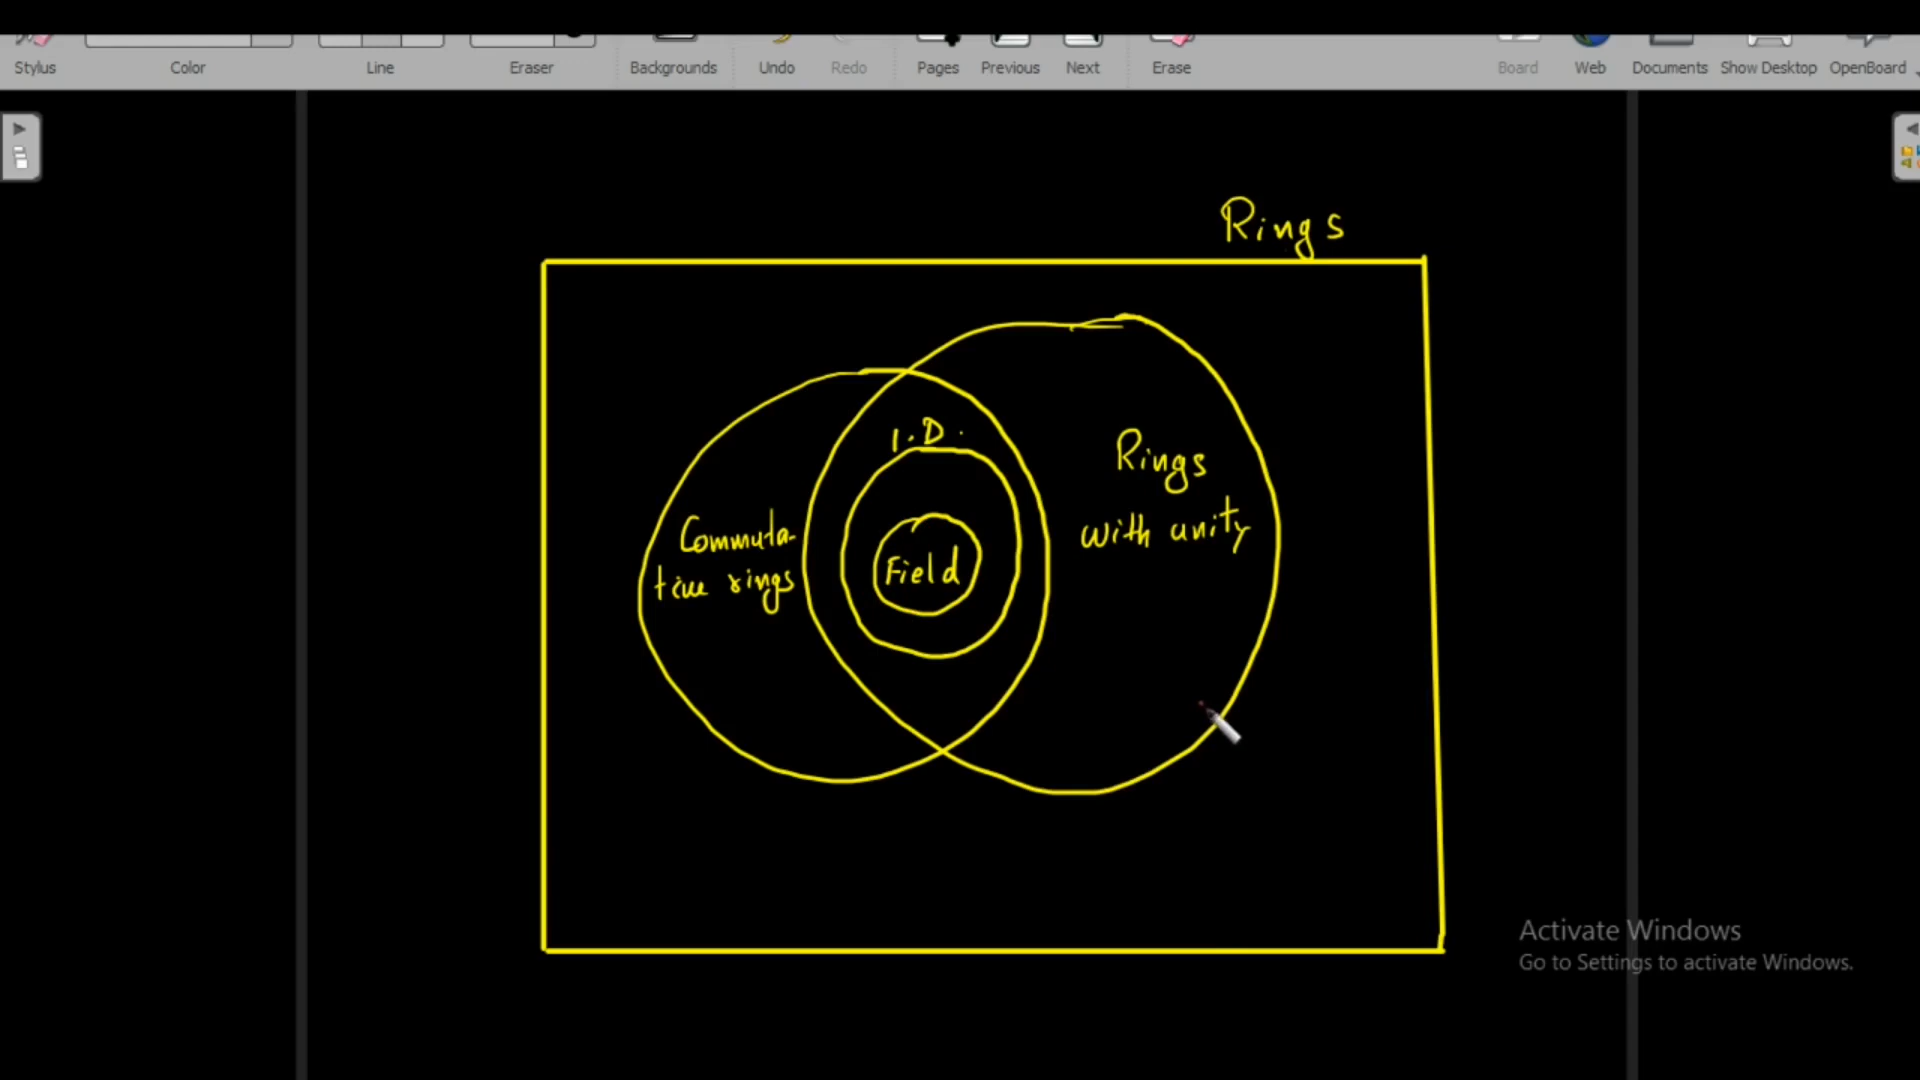 Stylus Color Line Eraser Backgrounds Undo Redo Pages Previous Next Erase Board Web Documents Show Desktop OpenBoard
Rings
I.D.
Rings
with unity
Commuta-
tive rings
Field
Activate Windows
Go to Settings to activate Windows.